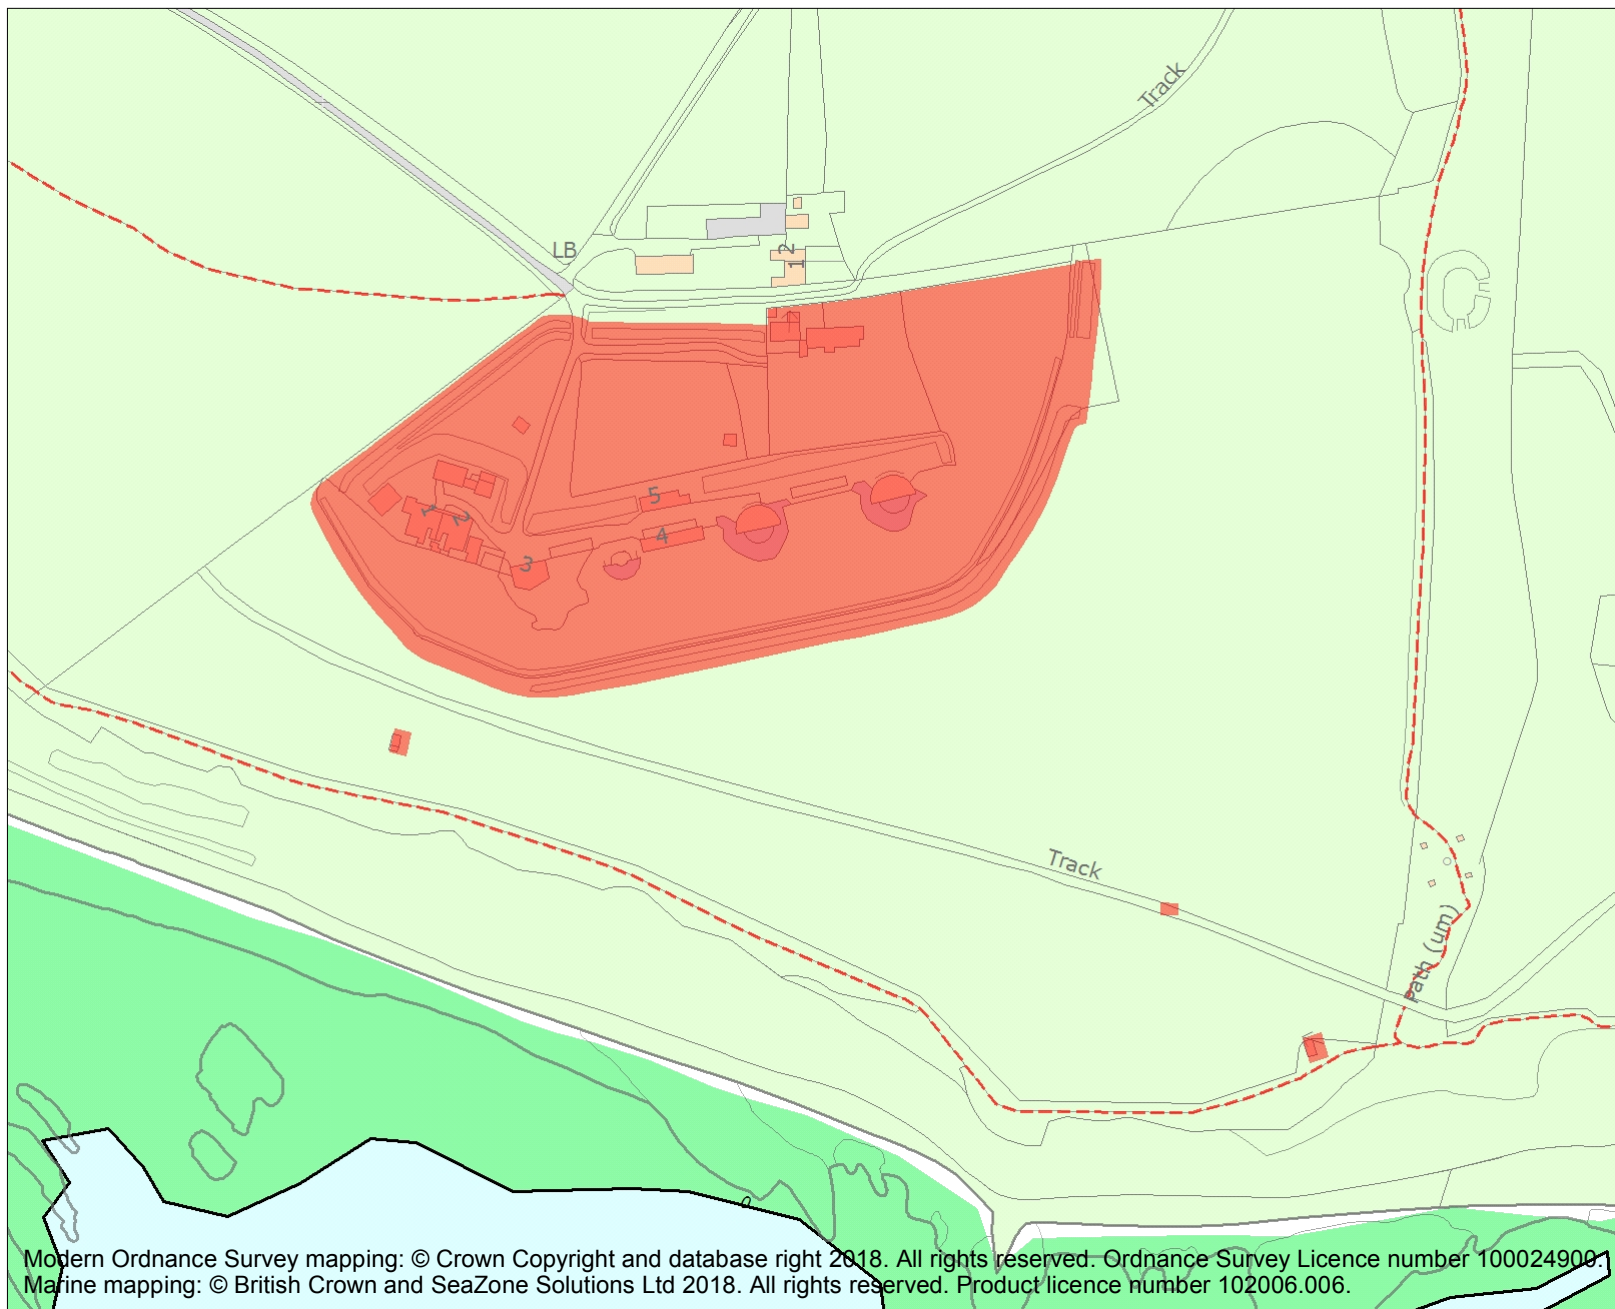 Track
LB
2
1
5
1
2
4
3
Track
Path (um)
0
Modern Ordnance Survey mapping: © Crown Copyright and database right 2018. All rights reserved. Ordnance Survey Licence number 100024900.
Marine mapping: © British Crown and SeaZone Solutions Ltd 2018. All rights reserved. Product licence number 102006.006.